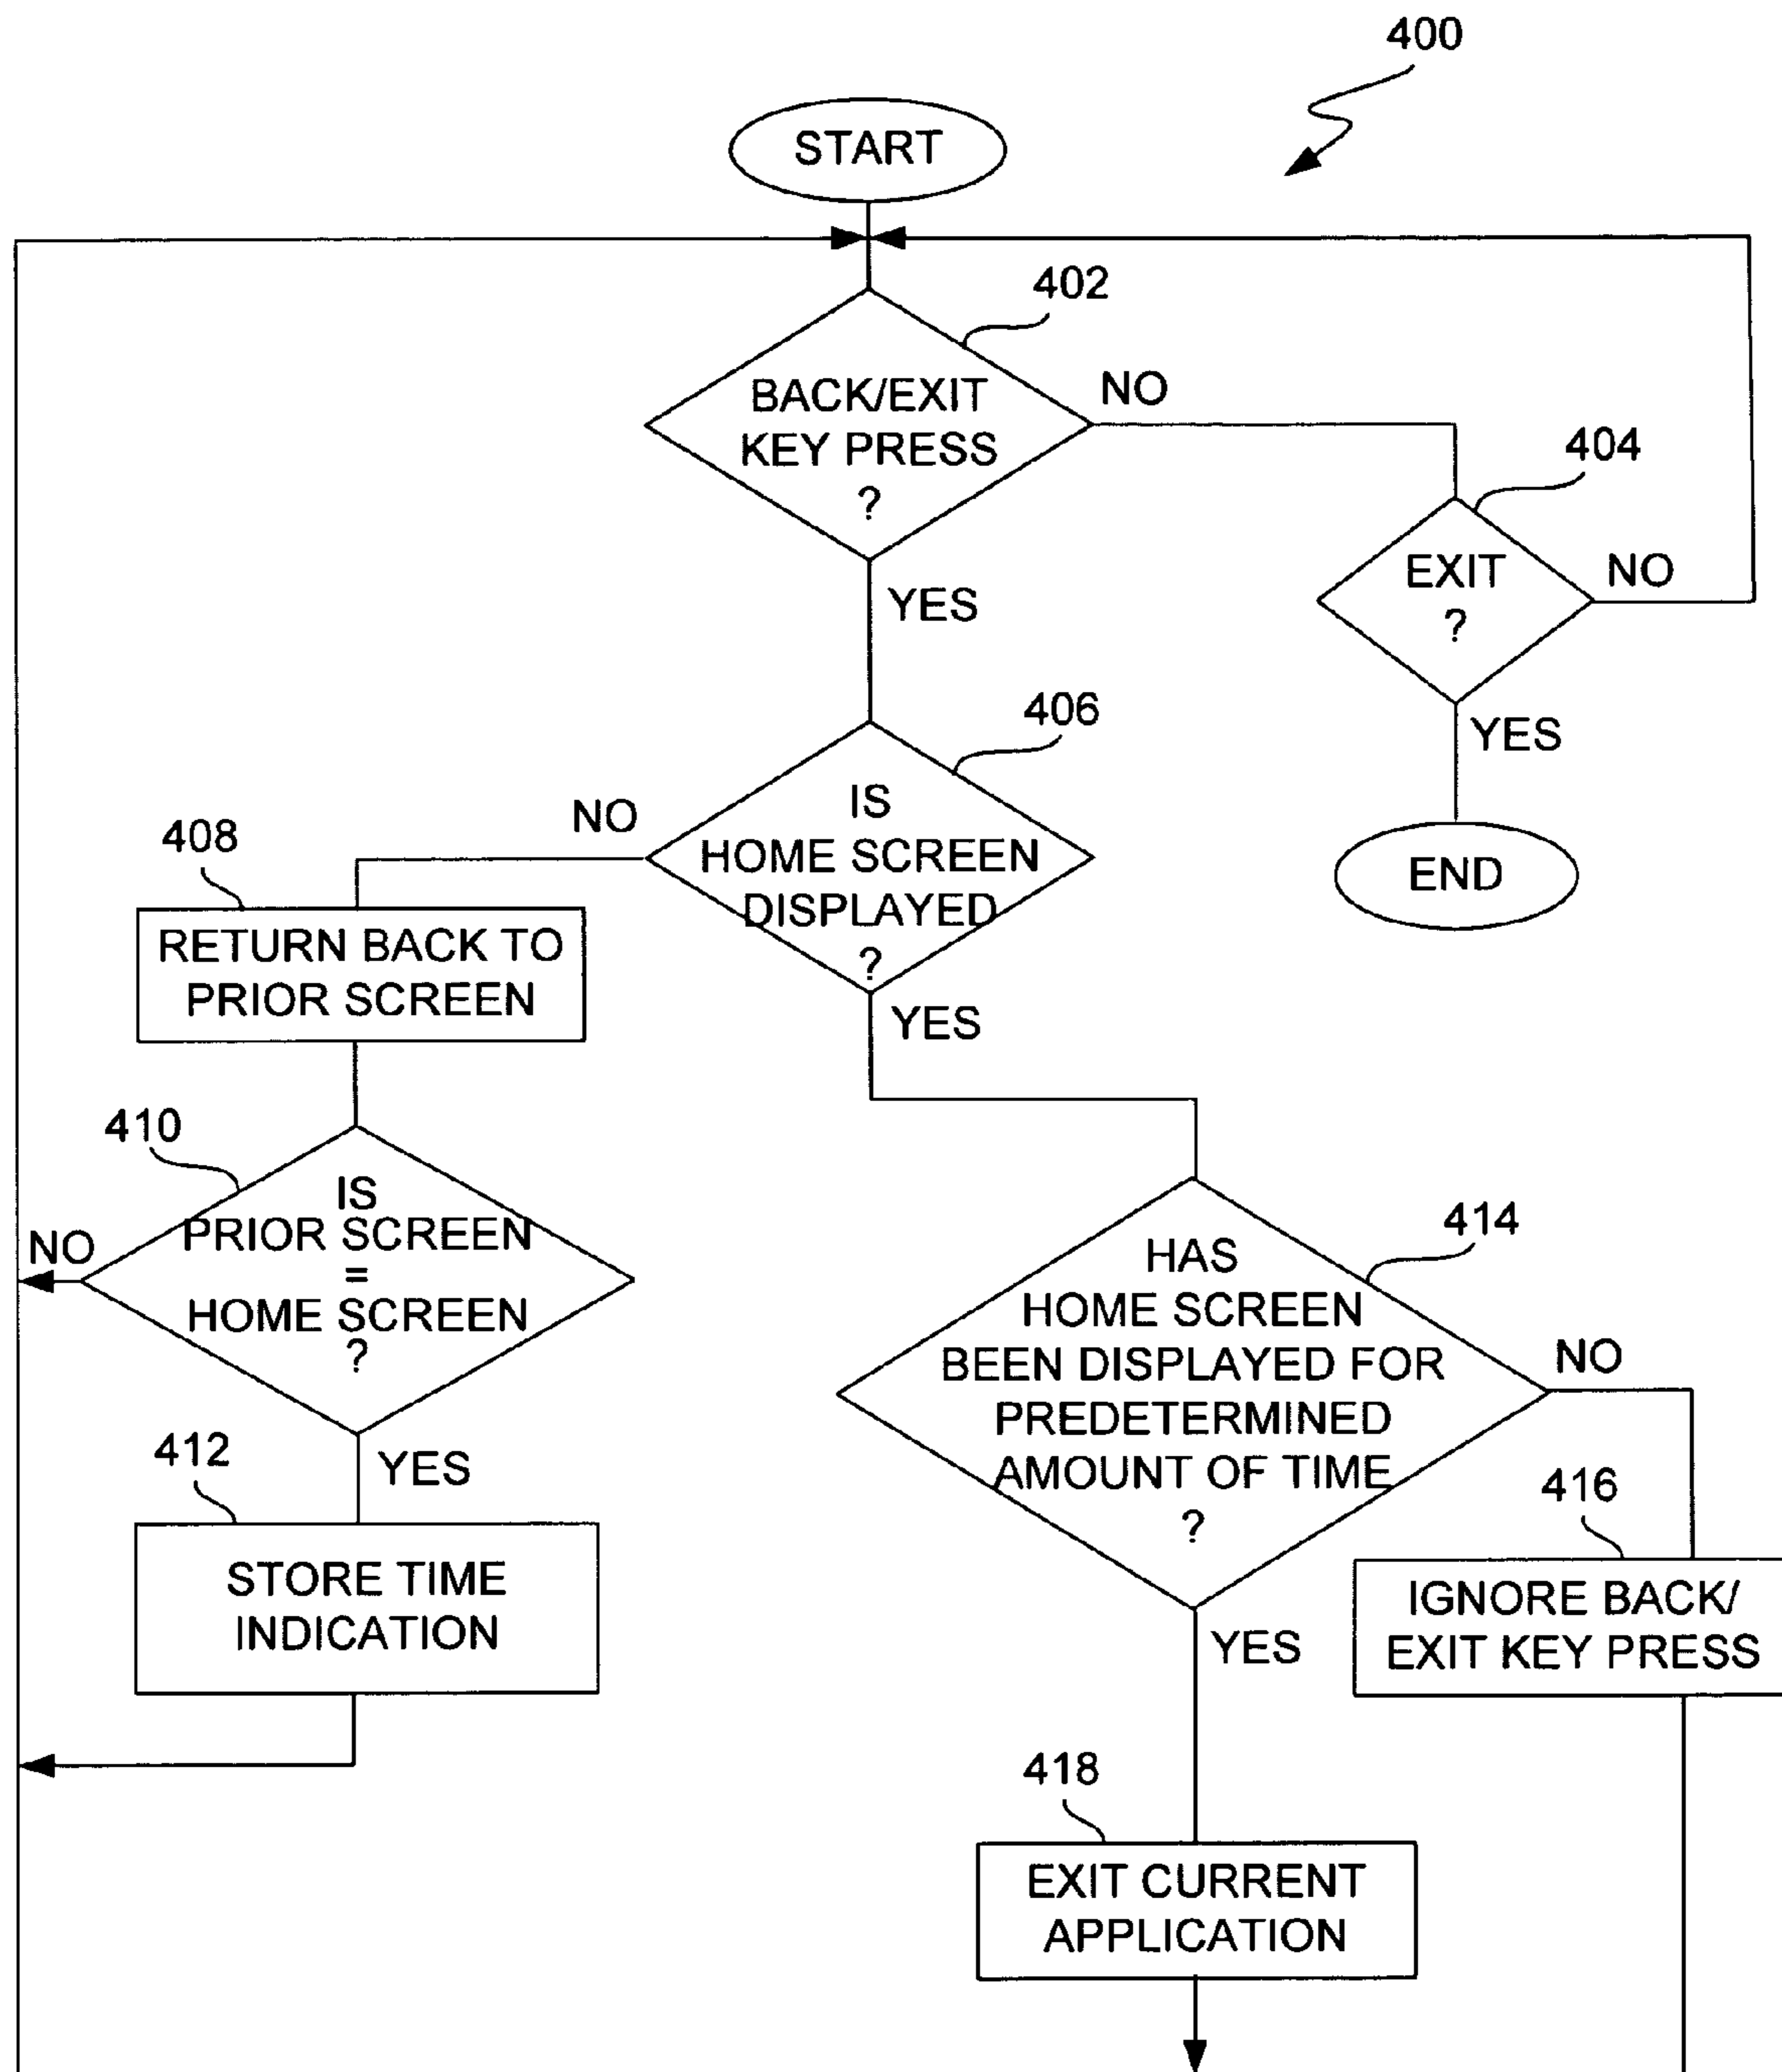 400
START
402
BACK/EXIT
KEY PRESS
?
NO
404
EXIT
?
NO
YES
YES
END
406
IS
HOME SCREEN
DISPLAYED
?
NO
408
RETURN BACK TO
PRIOR SCREEN
YES
410
IS
PRIOR SCREEN
=
HOME SCREEN
?
NO
412
YES
STORE TIME
INDICATION
414
HAS
HOME SCREEN
BEEN DISPLAYED FOR
PREDETERMINED
AMOUNT OF TIME
?
NO
416
IGNORE BACK/
EXIT KEY PRESS
YES
418
EXIT CURRENT
APPLICATION